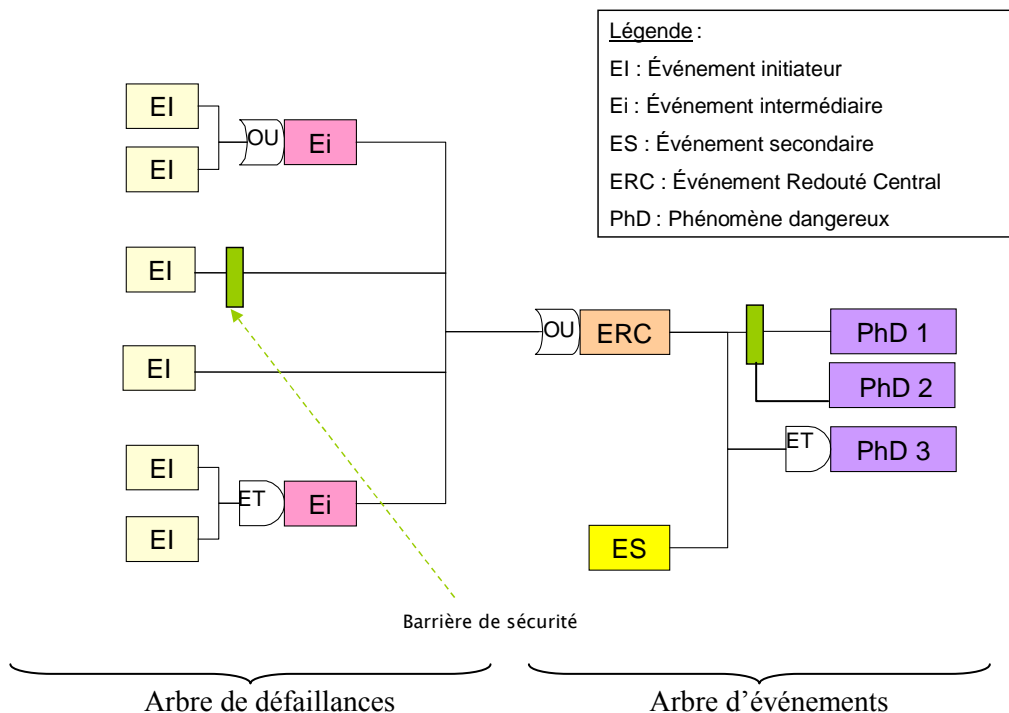 Légende :
EI : Événement initiateur
Ei : Événement intermédiaire
ES : Événement secondaire
ERC : Événement Redouté Central
PhD : Phénomène dangereux
EI
EI
OU
Ei
EI
EI
EI
EI
ET
Ei
OU
ERC
PhD 1
PhD 2
ET
PhD 3
ES
Barrière de sécurité
Arbre de défaillances
Arbre d’événements